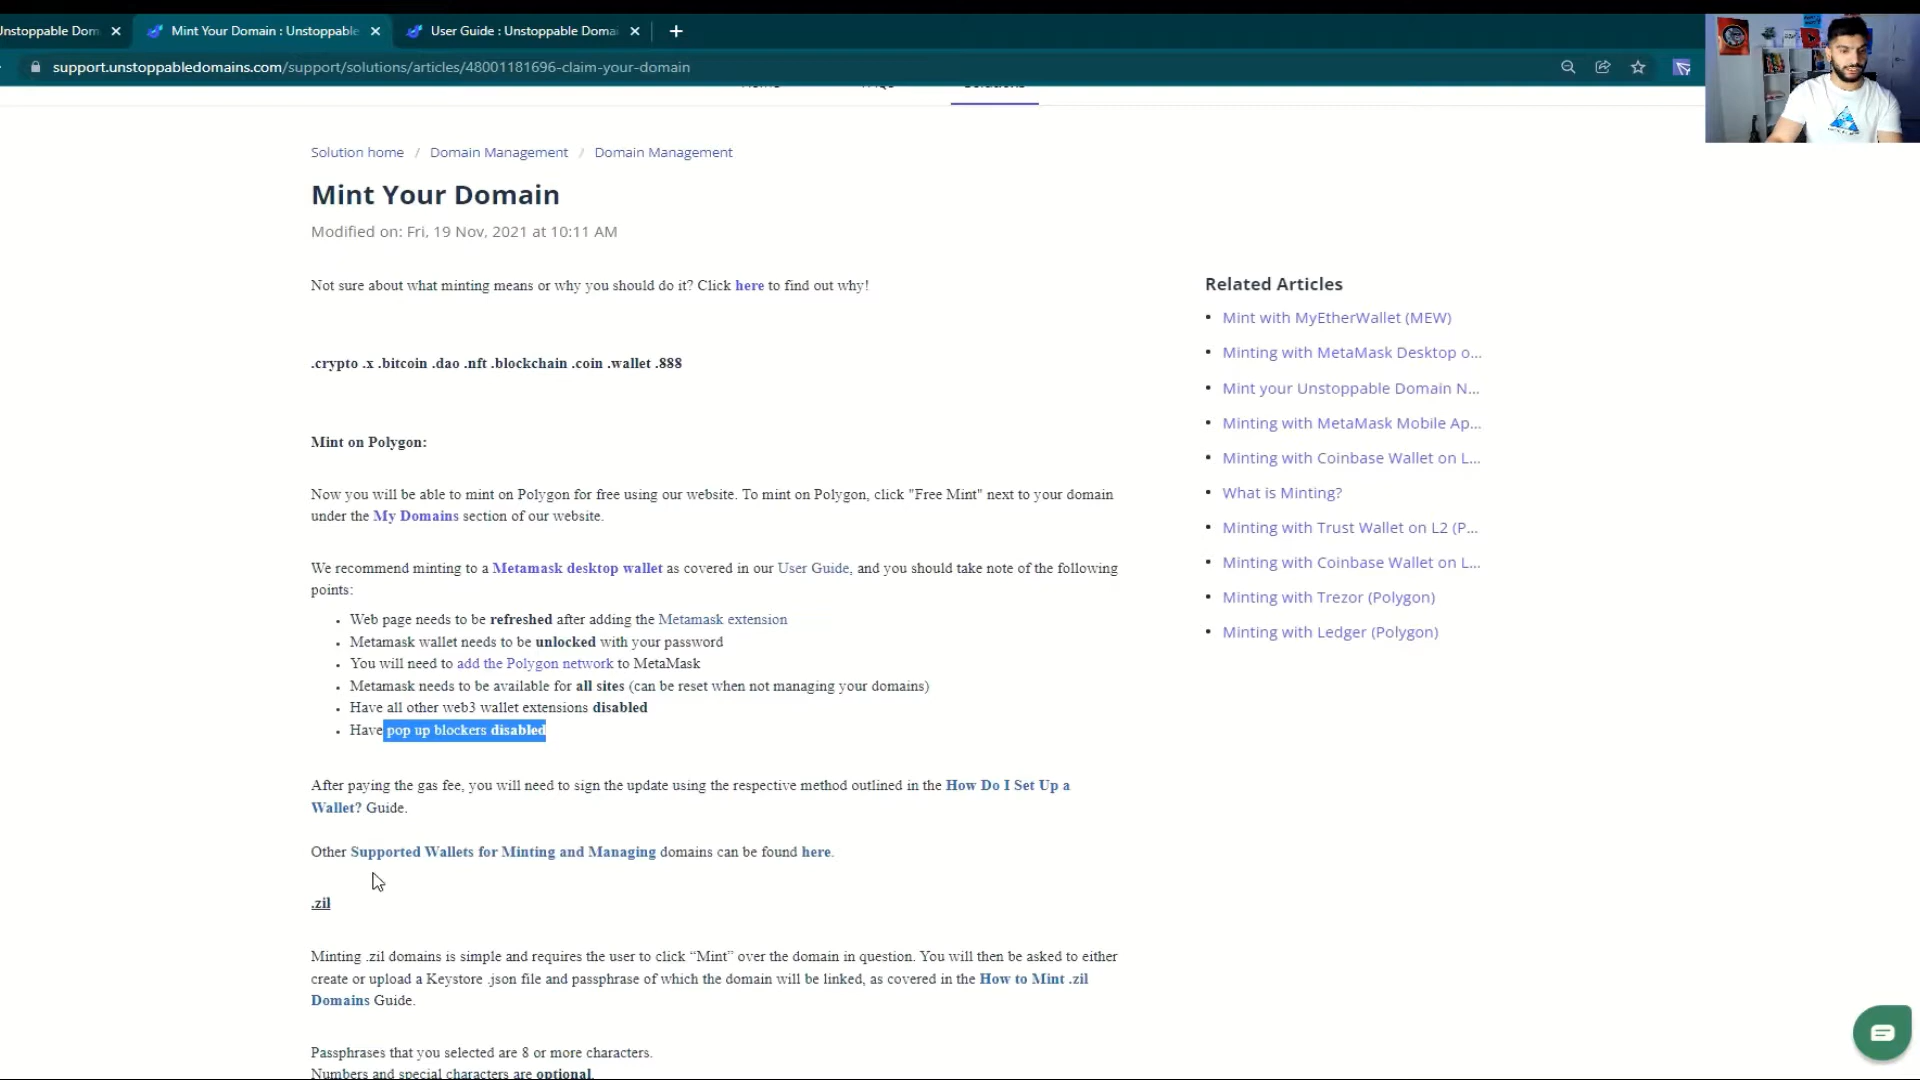 Unstoppable Dom
Mint Your Domain : Unstoppable
User Guide : Unstoppable Domai
support.unstoppabledomains.com/support/solutions/articles/48001181696-claim-your-domain
Solution home / Domain Management / Domain Management
Mint Your Domain
Modified on: Fri, 19 Nov, 2021 at 10:11 AM
Not sure about what minting means or why you should do it? Click here to find out why!
.crypto .x .bitcoin .dao .nft .blockchain .coin .wallet .888
Mint on Polygon:
Now you will be able to mint on Polygon for free using our website. To mint on Polygon, click "Free Mint" next to your domain
under the My Domains section of our website.
We recommend minting to a Metamask desktop wallet as covered in our User Guide, and you should take note of the following
points:
• Web page needs to be refreshed after adding the Metamask extension
• Metamask wallet needs to be unlocked with your password
• You will need to add the Polygon network to MetaMask
• Metamask needs to be available for all sites (can be reset when not managing your domains)
• Have all other web3 wallet extensions disabled
• Have pop up blockers disabled
After paying the gas fee, you will need to sign the update using the respective method outlined in the How Do I Set Up a
Wallet? Guide.
Other Supported Wallets for Minting and Managing domains can be found here.
.zil
Minting .zil domains is simple and requires the user to click “Mint” over the domain in question. You will then be asked to either
create or upload a Keystore .json file and passphrase of which the domain will be linked, as covered in the How to Mint .zil
Domains Guide.
Passphrases that you selected are 8 or more characters.
Numbers and special characters are optional.
Related Articles
• Mint with MyEtherWallet (MEW)
• Minting with MetaMask Desktop o...
• Mint your Unstoppable Domain N...
• Minting with MetaMask Mobile Ap...
• Minting with Coinbase Wallet on L...
• What is Minting?
• Minting with Trust Wallet on L2 (P...
• Minting with Coinbase Wallet on L...
• Minting with Trezor (Polygon)
• Minting with Ledger (Polygon)